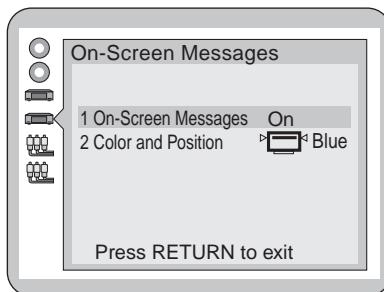 On-Screen Messages
1 On-Screen Messages On
2 Color and Position Blue
Press RETURN to exit